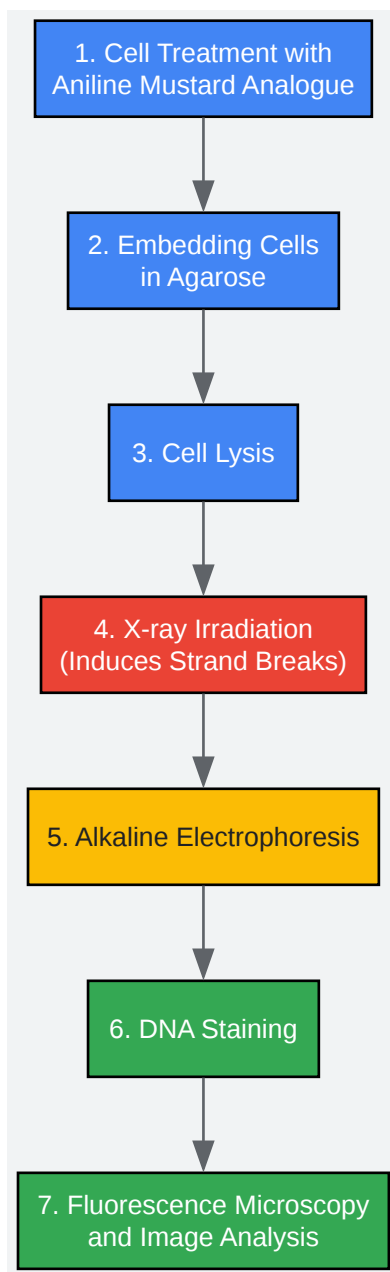 1. Cell Treatment with
Aniline Mustard Analogue
2. Embedding Cells
in Agarose
3. Cell Lysis
4. X-ray Irradiation
(Induces Strand Breaks)
5. Alkaline Electrophoresis
6. DNA Staining
7. Fluorescence Microscopy
and Image Analysis